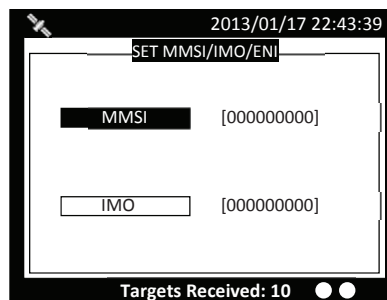 2013/01/17 22:43:39
SET MMSI/IMO/ENI
MMSI [000000000]
IMO [000000000]
Targets Received: 10